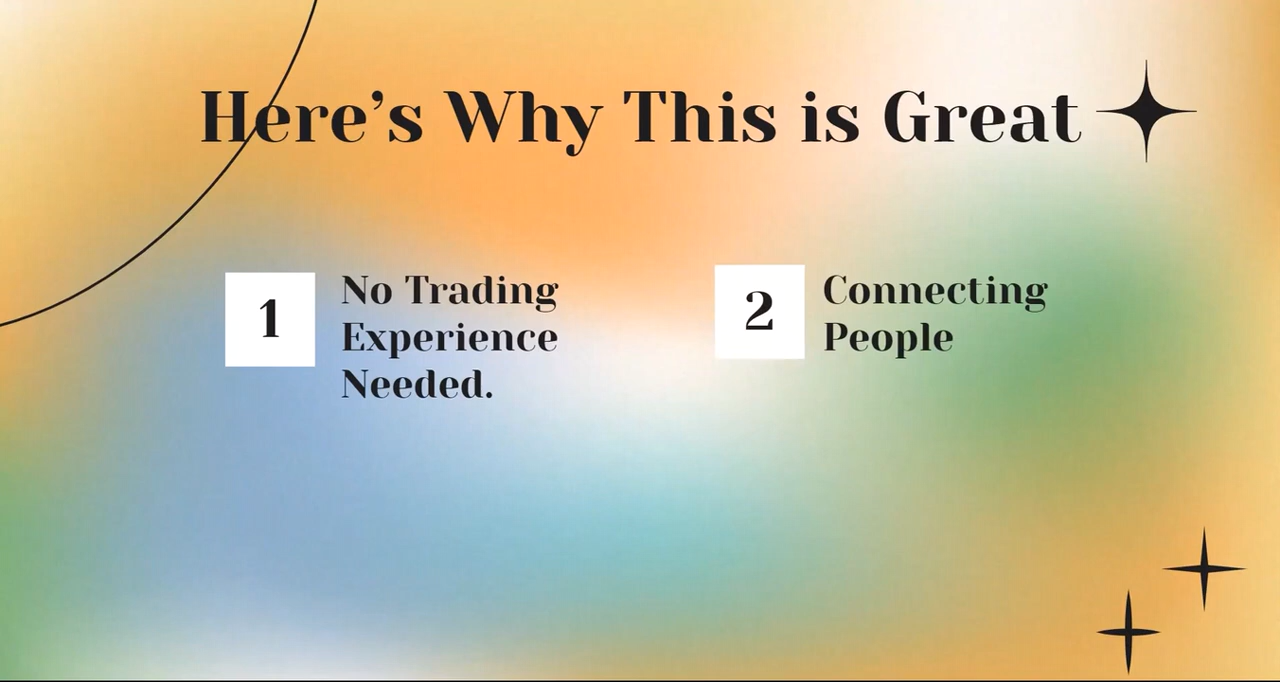 Here’s Why This is Great
1
No Trading
Experience
Needed.
2
Connecting
People